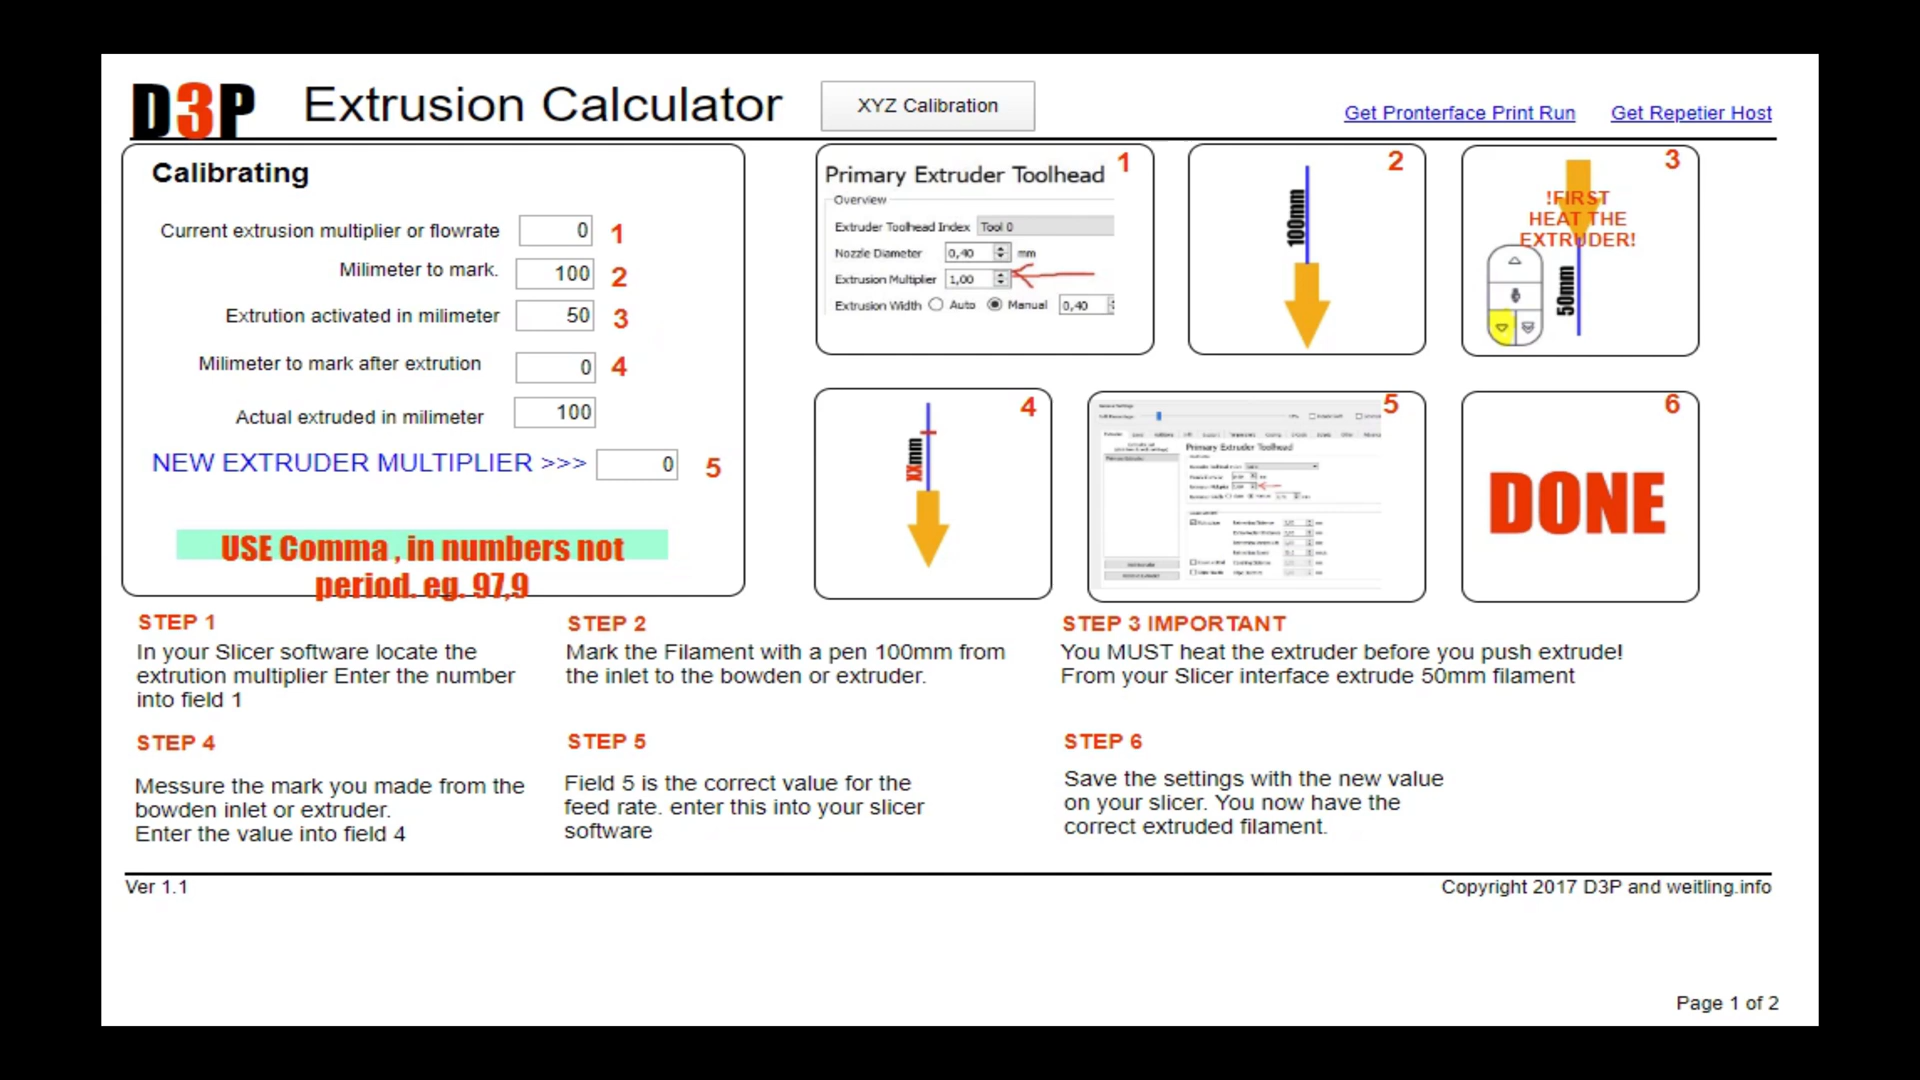 D3P Extrusion Calculator XYZ Calibration Get Pronterface Print Run Get Repetier Host
Calibrating
Current extrusion multiplier or flowrate 0 1
Milimeter to mark. 100 2
Extrution activated in milimeter 50 3
Milimeter to mark after extrution 0 4
Actual extruded in milimeter 100
NEW EXTRUDER MULTIPLIER >>> 0 5
USE Comma , in numbers not
period. eg. 97,9
1
Primary Extruder Toolhead
Overview
Extruder Toolhead Index Tool 0
Nozzle Diameter 0,40 mm
Extrusion Multiplier 1,00
Extrusion Width Auto Manual 0,40
2
100mm
3
!FIRST
HEAT THE
EXTRUDER!
50mm
4
XXmm
5
Primary Extruder Toolhead
6
DONE
STEP 1
In your Slicer software locate the
extrution multiplier Enter the number
into field 1
STEP 2
Mark the Filament with a pen 100mm from
the inlet to the bowden or extruder.
STEP 3 IMPORTANT
You MUST heat the extruder before you push extrude!
From your Slicer interface extrude 50mm filament
STEP 4
Messure the mark you made from the
bowden inlet or extruder.
Enter the value into field 4
STEP 5
Field 5 is the correct value for the
feed rate. enter this into your slicer
software
STEP 6
Save the settings with the new value
on your slicer. You now have the
correct extruded filament.
Ver 1.1 Copyright 2017 D3P and weitling.info
Page 1 of 2